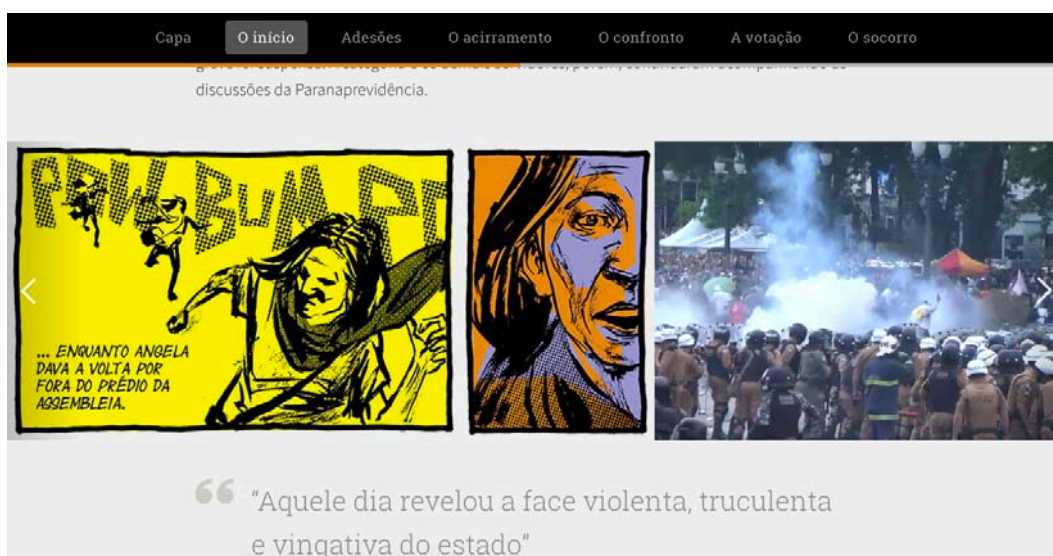 Capa O início Adesões O acirramento O confronto A votação O socorro
discussões da Paranaprevidência.
PAW BUM
... ENQUANTO ANGELA
DAVA A VOLTA POR
FORA DO PRÉDIO DA
ASSEMBLEIA.
“Aquele dia revelou a face violenta, truculenta
e vingativa do estado“